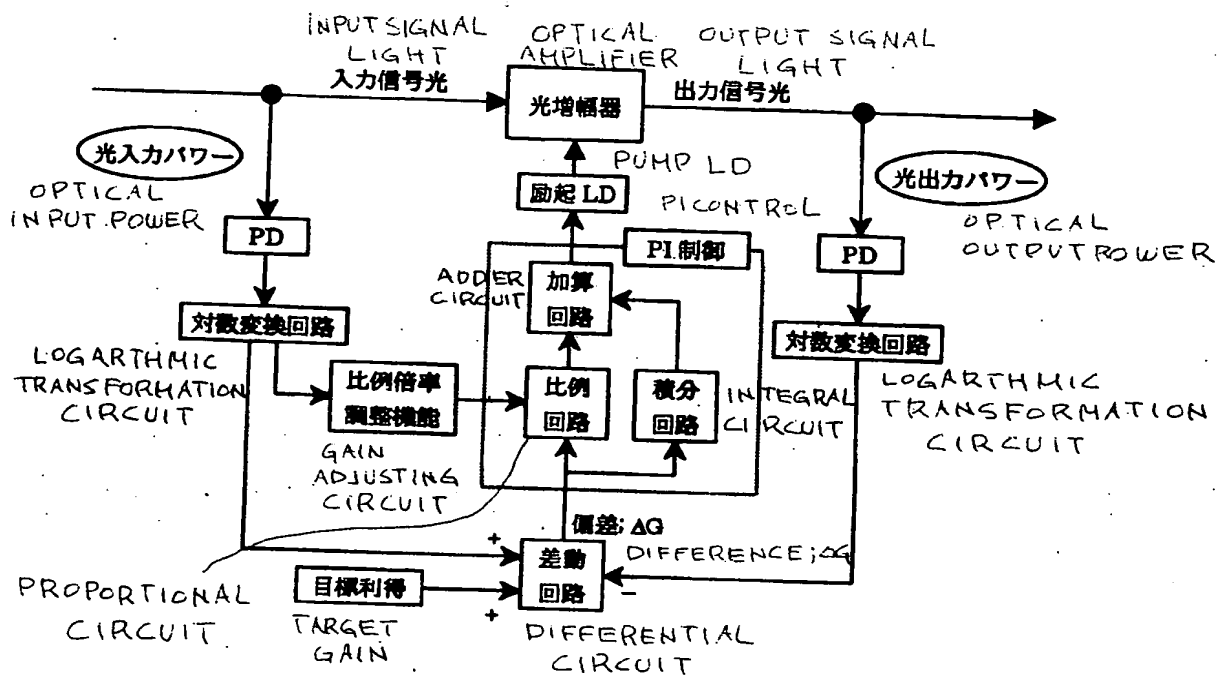 INPUT SIGNAL
LIGHT
OPTICAL
AMPLIFIER
OUTPUT SIGNAL
LIGHT
入力信号光
光増幅器
出力信号光
光入力パワー
OPTICAL
INPUT POWER
PUMP LD
励起 LD
光出力パワー
OPTICAL
OUTPUT POWER
PD
PI CONTROL
PI 制御
PD
ADDER
CIRCUIT
加算
回路
対数変換回路
対数変換回路
LOGARTHMIC
TRANSFORMATION
CIRCUIT
比例倍率
調整機能
比例
回路
積分
回路
INTEGRAL
CIRCUIT
LOGARTHMIC
TRANSFORMATION
CIRCUIT
GAIN
ADJUSTING
CIRCUIT
偏差; ΔG
+
差動
回路
DIFFERENCE; ΔG
−
PROPORTIONAL
CIRCUIT
目標利得
+
TARGET
GAIN
DIFFERENTIAL
CIRCUIT